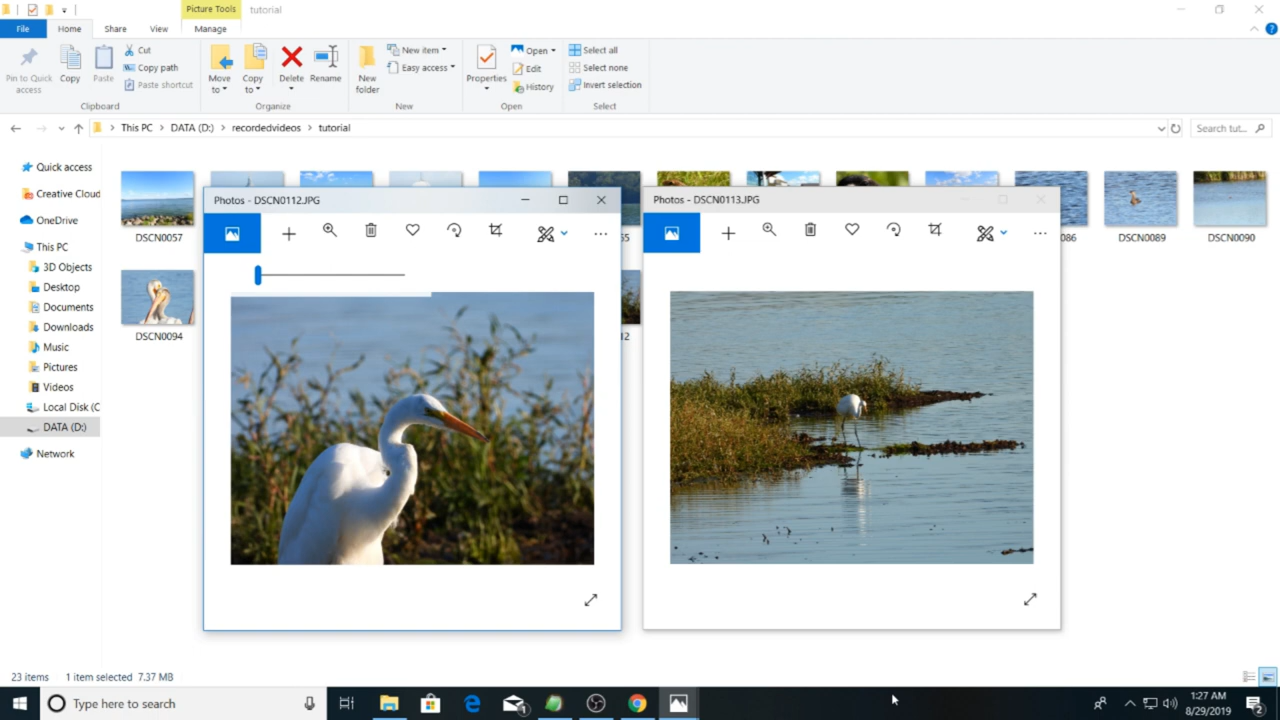 Picture Tools tutorial
File Home Share View Manage
Pin to Quick access
Copy
Paste
Cut
Copy path
Paste shortcut
Clipboard
Move to
Copy to
Delete
Rename
Organize
New folder
New item
Easy access
New
Properties
Open
Edit
History
Open
Select all
Select none
Invert selection
Select
This PC > DATA (D:) > recordedvideos > tutorial
Search tut...
Quick access
Creative Cloud
OneDrive
This PC
3D Objects
Desktop
Documents
Downloads
Music
Pictures
Videos
Local Disk (C
DATA (D:)
Network
DSCN0057
DSCN0089
DSCN0090
DSCN0094
Photos - DSCN0112.JPG
Photos - DSCN0113.JPG
23 items 1 item selected 7.37 MB
Type here to search
1:27 AM
8/29/2019